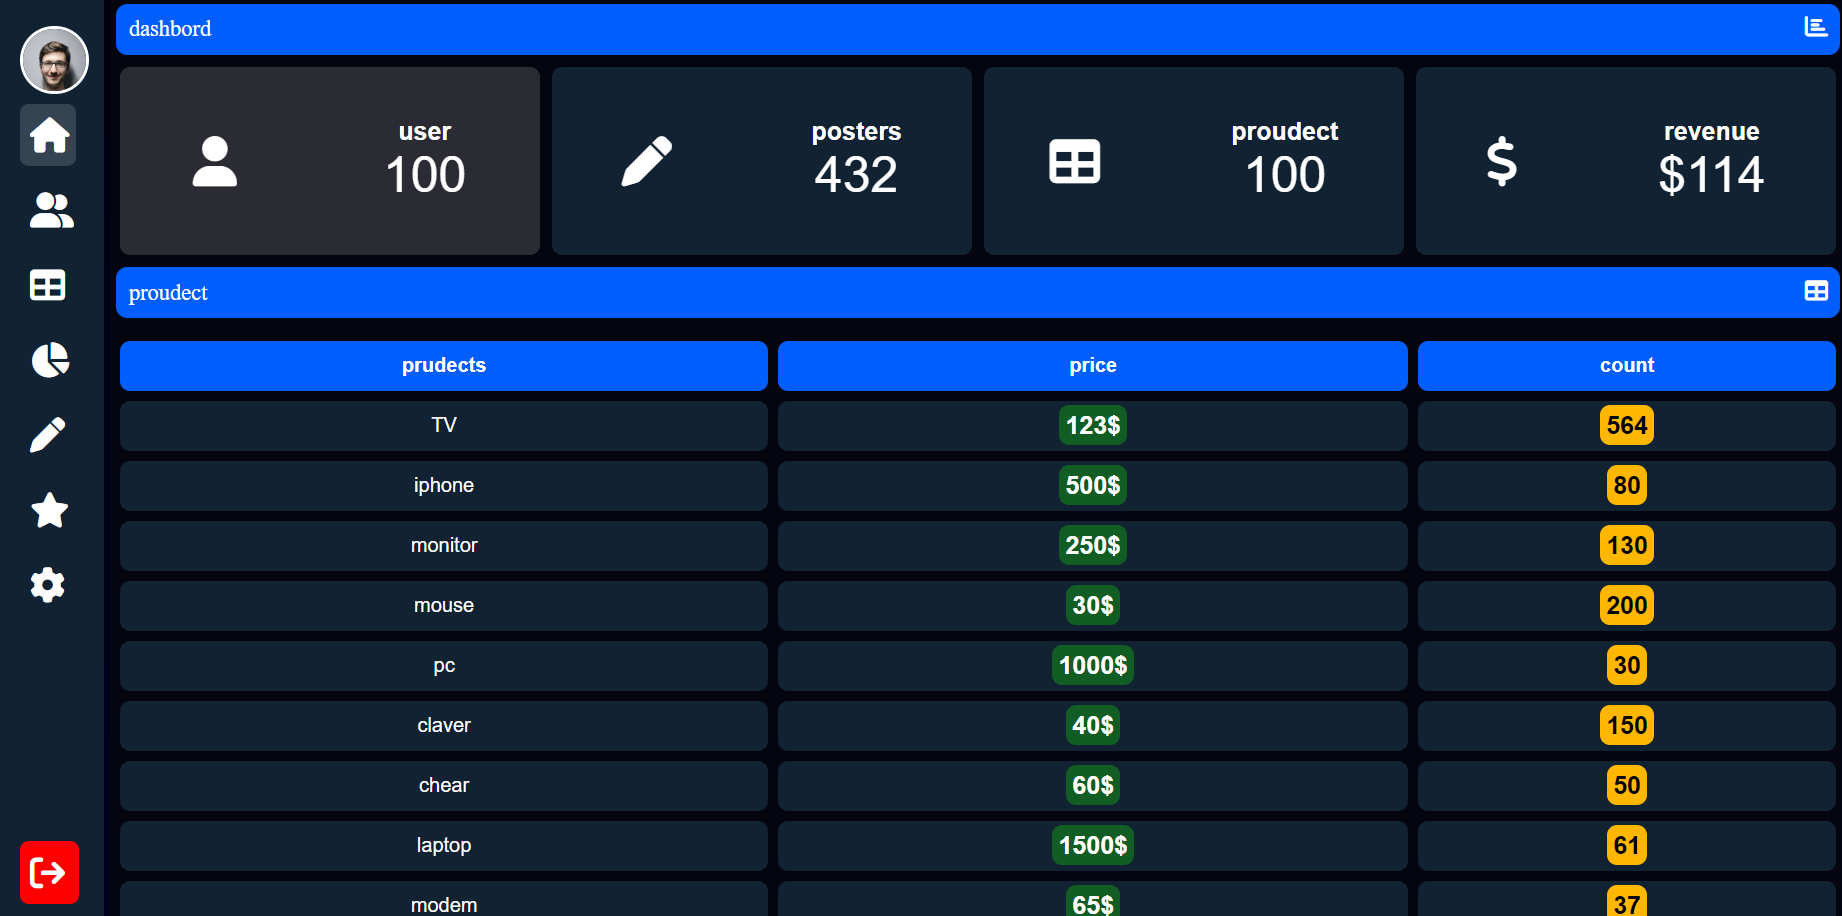 dashbord
user
100
posters
432
proudect
100
revenue
$114
proudect
prudects price count
TV 123$ 564
iphone 500$ 80
monitor 250$ 130
mouse 30$ 200
pc 1000$ 30
claver 40$ 150
chear 60$ 50
laptop 1500$ 61
modem 65$ 37